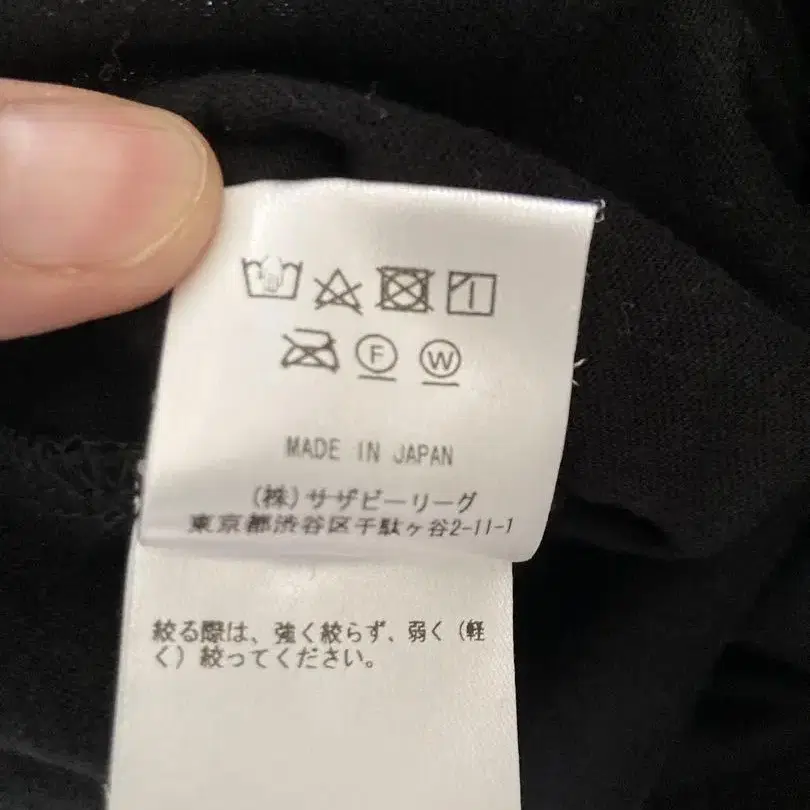 F W
MADE IN JAPAN
(株)サザビーリーグ
東京都渋谷区千駄ヶ谷2-11-1
絞る際は、強く絞らず、弱く(軽
く)絞ってください。